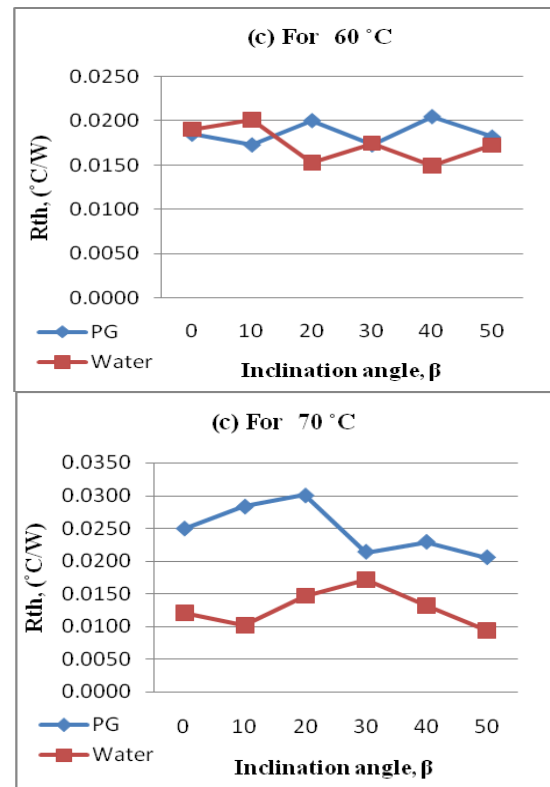 (c) For 60 ˚C
0.0250
0.0200
0.0150
0.0100
0.0050
0.0000
Rth, (˚C/W)
0 10 20 30 40 50
PG
Water
Inclination angle, β
(c) For 70 ˚C
0.0350
0.0300
0.0250
0.0200
0.0150
0.0100
0.0050
0.0000
Rth, (˚C/W)
0 10 20 30 40 50
PG
Water
Inclination angle, β